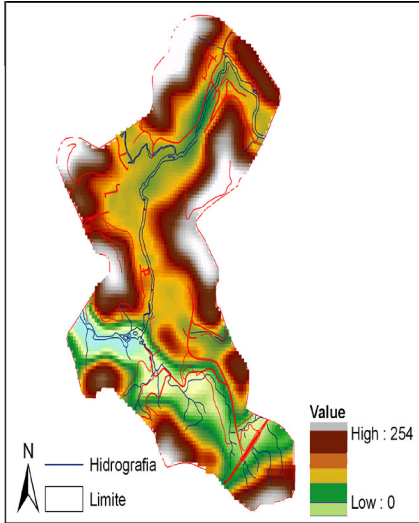 Value
High : 254
Low : 0
N
Hidrografia
Limite